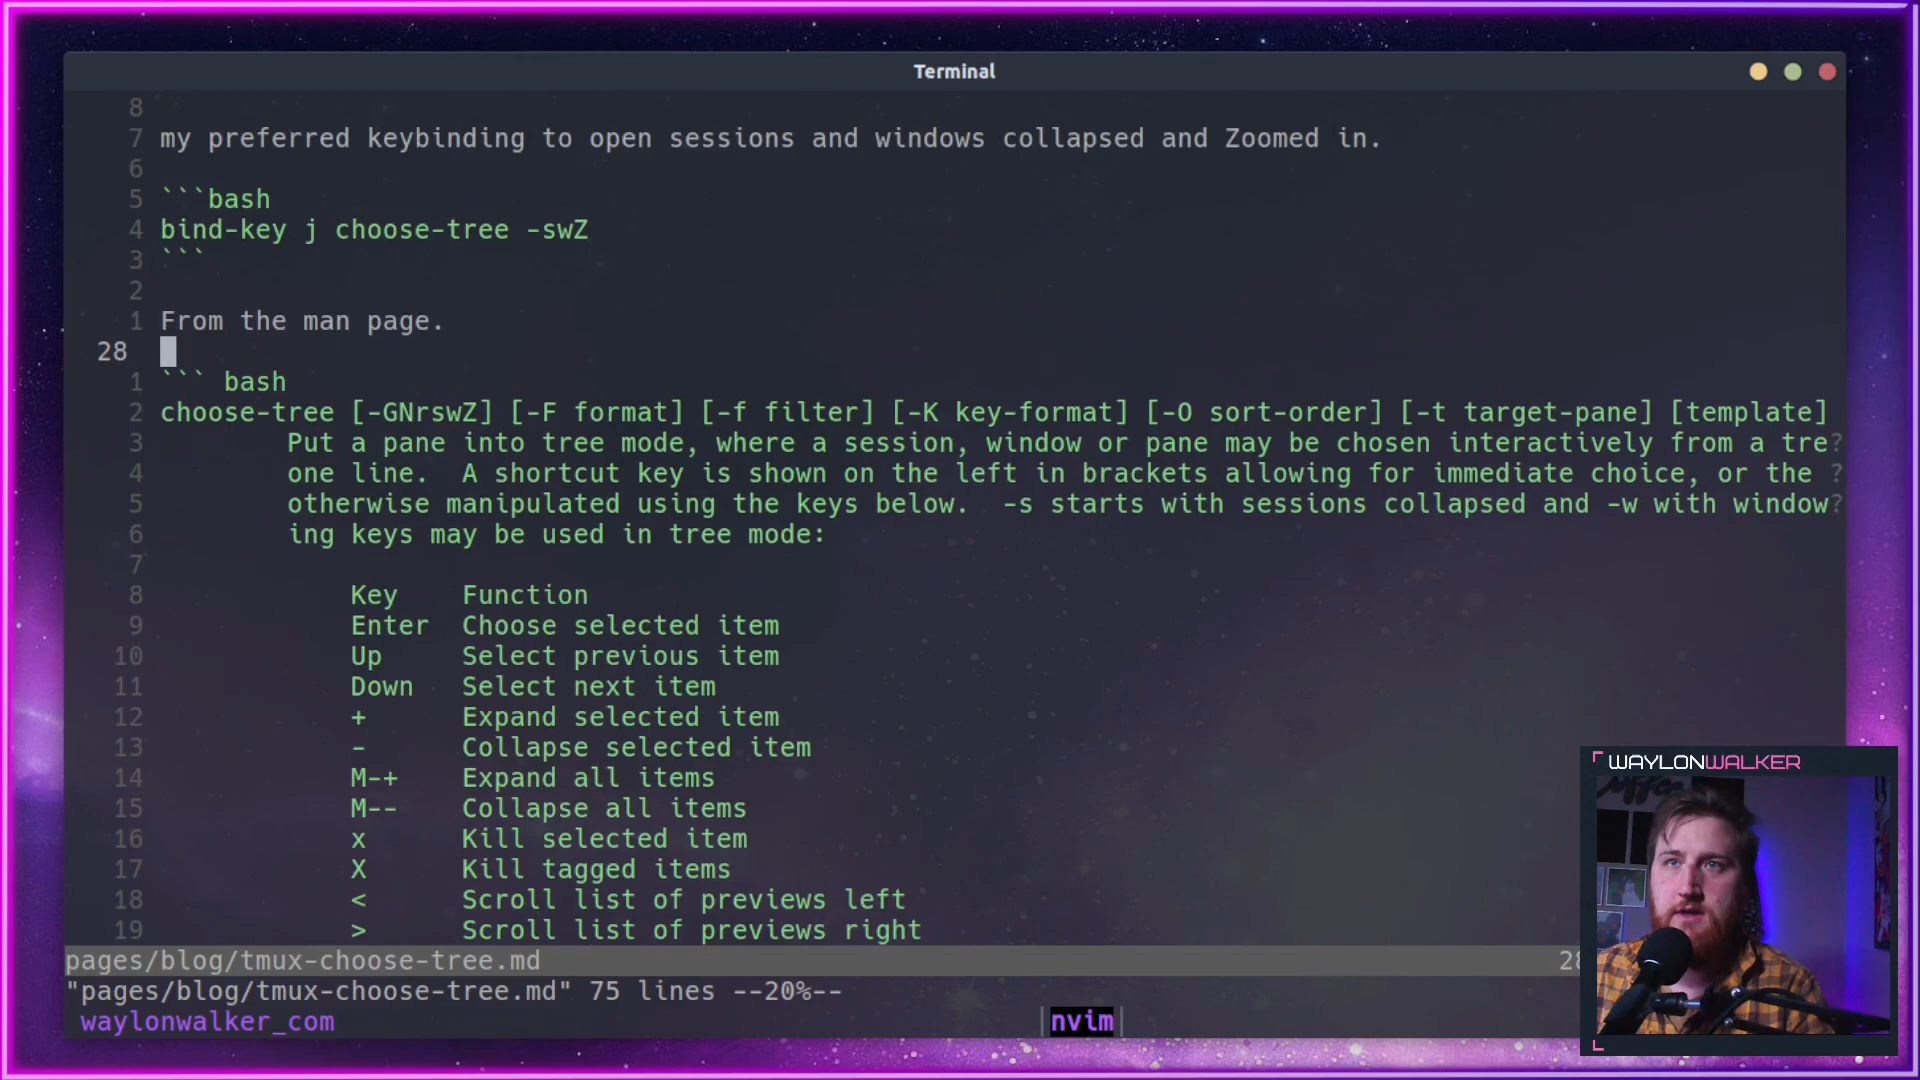 Terminal
8
7 my preferred keybinding to open sessions and windows collapsed and Zoomed in.
6
5 ```bash
4 bind-key j choose-tree -swZ
3 ```
2
1 From the man page.
28
1 ``` bash
2 choose-tree [-GNrswZ] [-F format] [-f filter] [-K key-format] [-O sort-order] [-t target-pane] [template]
3 Put a pane into tree mode, where a session, window or pane may be chosen interactively from a tre?
4 one line.  A shortcut key is shown on the left in brackets allowing for immediate choice, or the ?
5 otherwise manipulated using the keys below.  -s starts with sessions collapsed and -w with window?
6 ing keys may be used in tree mode:
7
8 Key Function
9 Enter Choose selected item
10 Up Select previous item
11 Down Select next item
12 + Expand selected item
13 - Collapse selected item
14 M-+ Expand all items
15 M-- Collapse all items
16 x Kill selected item
17 X Kill tagged items
18 < Scroll list of previews left
19 > Scroll list of previews right
pages/blog/tmux-choose-tree.md 28
"pages/blog/tmux-choose-tree.md" 75 lines --20%--
waylonwalker_com |nvim|
WAYLONWALKER